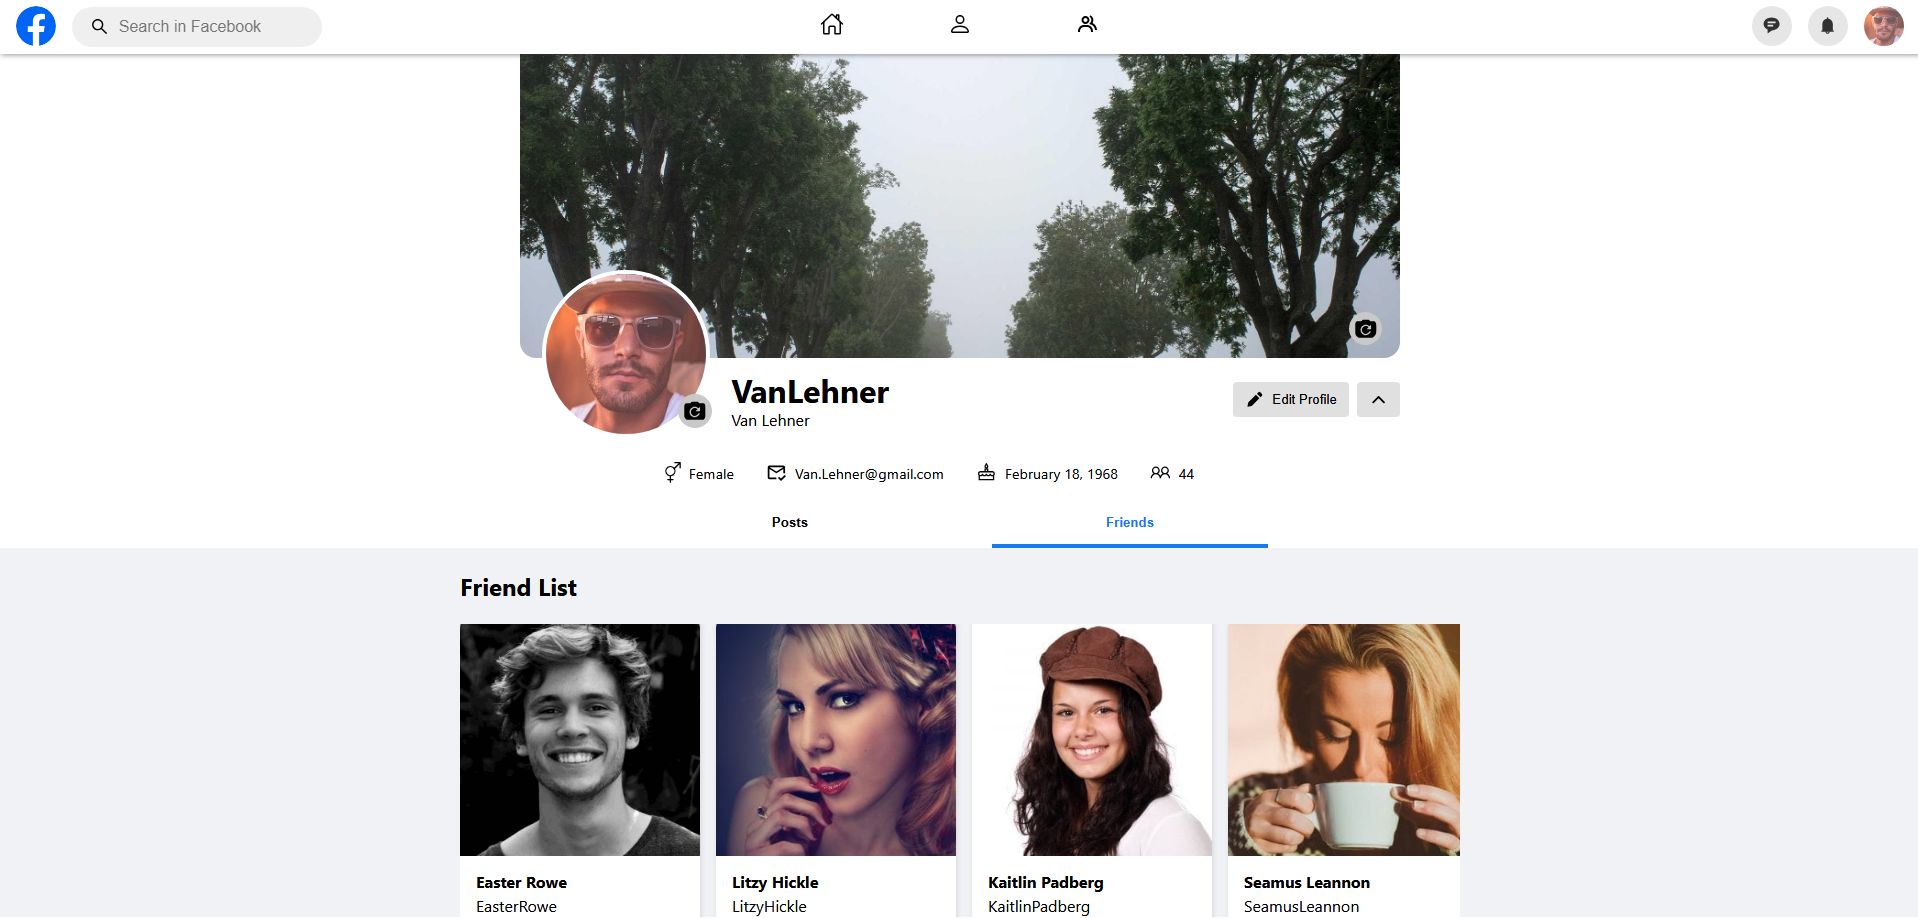 Search in Facebook
VanLehner
Van Lehner
Edit Profile
Female
Van.Lehner@gmail.com
February 18, 1968
44
Posts
Friends
Friend List
Easter Rowe
EasterRowe
Litzy Hickle
LitzyHickle
Kaitlin Padberg
KaitlinPadberg
Seamus Leannon
SeamusLeannon